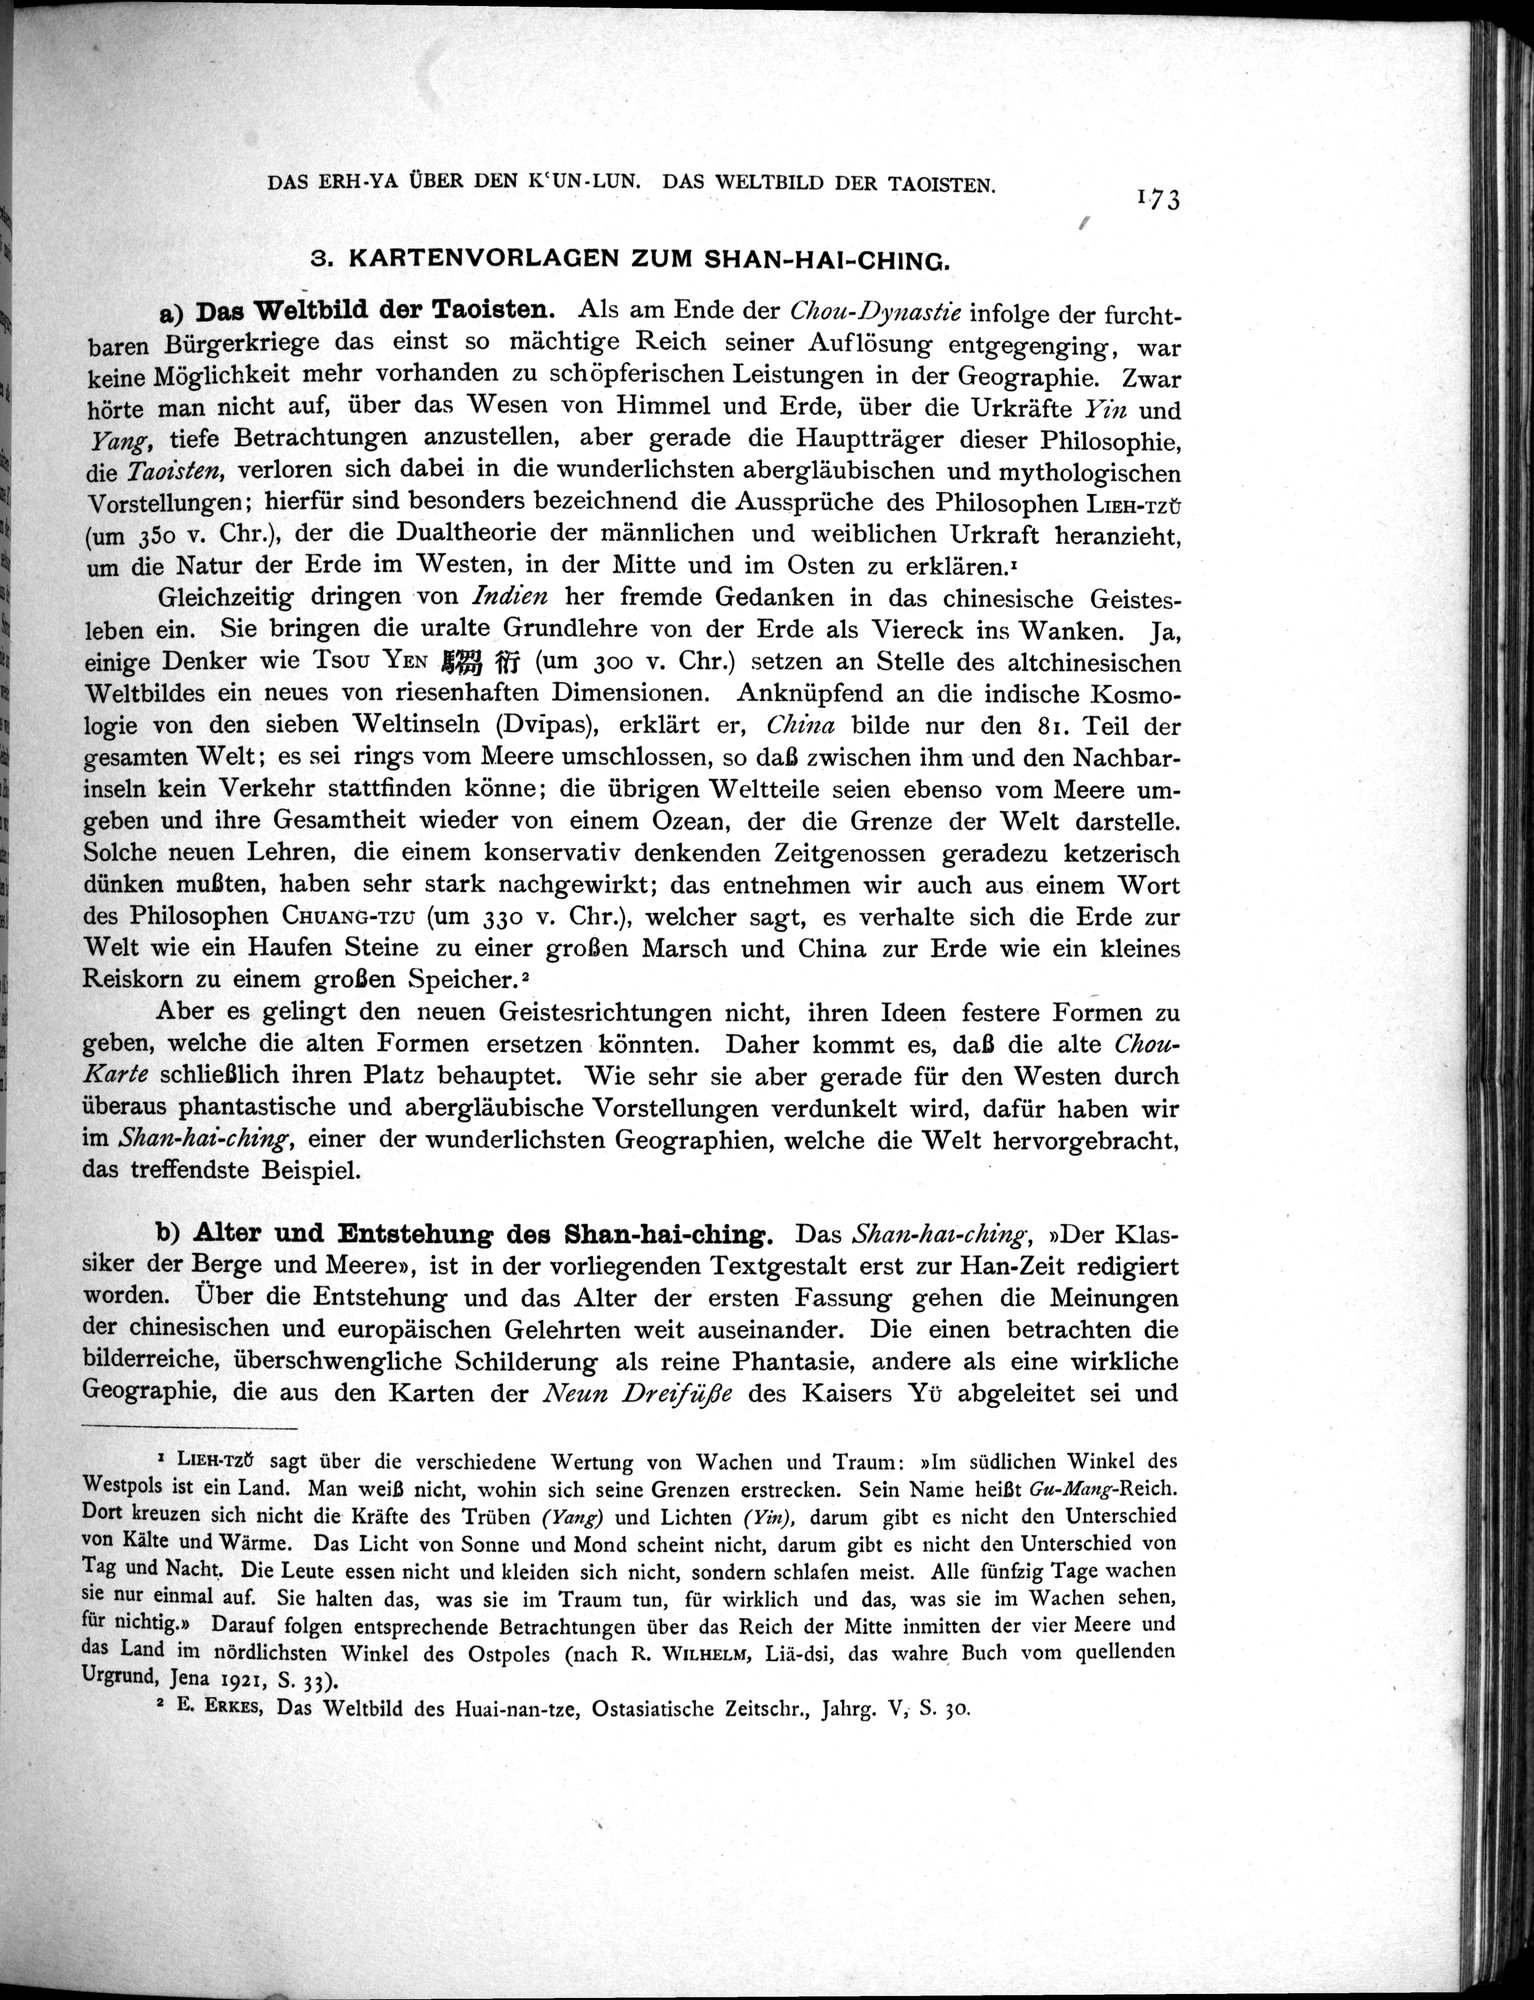 DAS ERH-YA ÜBER DEN KʿUN-LUN. DAS WELTBILD DER TAOISTEN.
173
3. KARTENVORLAGEN ZUM SHAN-HAI-CHING.
a) Das Weltbild der Taoisten. Als am Ende der Chou-Dynastie infolge der furcht-
baren Bürgerkriege das einst so mächtige Reich seiner Auflösung entgegenging, war
keine Möglichkeit mehr vorhanden zu schöpferischen Leistungen in der Geographie. Zwar
hörte man nicht auf, über das Wesen von Himmel und Erde, über die Urkräfte Yin und
Yang, tiefe Betrachtungen anzustellen, aber gerade die Hauptträger dieser Philosophie,
die Taoisten, verloren sich dabei in die wunderlichsten abergläubischen und mythologischen
Vorstellungen; hierfür sind besonders bezeichnend die Aussprüche des Philosophen LIEH-TZŬ
(um 350 v. Chr.), der die Dualtheorie der männlichen und weiblichen Urkraft heranzieht,
um die Natur der Erde im Westen, in der Mitte und im Osten zu erklären.¹
Gleichzeitig dringen von Indien her fremde Gedanken in das chinesische Geistes-
leben ein. Sie bringen die uralte Grundlehre von der Erde als Viereck ins Wanken. Ja,
einige Denker wie TSOU YEN 騶衍 (um 300 v. Chr.) setzen an Stelle des altchinesischen
Weltbildes ein neues von riesenhaften Dimensionen. Anknüpfend an die indische Kosmo-
logie von den sieben Weltinseln (Dvīpas), erklärt er, China bilde nur den 81. Teil der
gesamten Welt; es sei rings vom Meere umschlossen, so daß zwischen ihm und den Nachbar-
inseln kein Verkehr stattfinden könne; die übrigen Weltteile seien ebenso vom Meere um-
geben und ihre Gesamtheit wieder von einem Ozean, der die Grenze der Welt darstelle.
Solche neuen Lehren, die einem konservativ denkenden Zeitgenossen geradezu ketzerisch
dünken mußten, haben sehr stark nachgewirkt; das entnehmen wir auch aus einem Wort
des Philosophen CHUANG-TZU (um 330 v. Chr.), welcher sagt, es verhalte sich die Erde zur
Welt wie ein Haufen Steine zu einer großen Marsch und China zur Erde wie ein kleines
Reiskorn zu einem großen Speicher.²
Aber es gelingt den neuen Geistesrichtungen nicht, ihren Ideen festere Formen zu
geben, welche die alten Formen ersetzen könnten. Daher kommt es, daß die alte Chou-
Karte schließlich ihren Platz behauptet. Wie sehr sie aber gerade für den Westen durch
überaus phantastische und abergläubische Vorstellungen verdunkelt wird, dafür haben wir
im Shan-hai-ching, einer der wunderlichsten Geographien, welche die Welt hervorgebracht,
das treffendste Beispiel.
b) Alter und Entstehung des Shan-hai-ching. Das Shan-hai-ching, »Der Klas-
siker der Berge und Meere», ist in der vorliegenden Textgestalt erst zur Han-Zeit redigiert
worden. Über die Entstehung und das Alter der ersten Fassung gehen die Meinungen
der chinesischen und europäischen Gelehrten weit auseinander. Die einen betrachten die
bilderreiche, überschwengliche Schilderung als reine Phantasie, andere als eine wirkliche
Geographie, die aus den Karten der Neun Dreifüße des Kaisers YÜ abgeleitet sei und
¹ LIEH-TZŬ sagt über die verschiedene Wertung von Wachen und Traum: »Im südlichen Winkel des
Westpols ist ein Land. Man weiß nicht, wohin sich seine Grenzen erstrecken. Sein Name heißt Gu-Mang-Reich.
Dort kreuzen sich nicht die Kräfte des Trüben (Yang) und Lichten (Yin), darum gibt es nicht den Unterschied
von Kälte und Wärme. Das Licht von Sonne und Mond scheint nicht, darum gibt es nicht den Unterschied von
Tag und Nacht. Die Leute essen nicht und kleiden sich nicht, sondern schlafen meist. Alle fünfzig Tage wachen
sie nur einmal auf. Sie halten das, was sie im Traum tun, für wirklich und das, was sie im Wachen sehen,
für nichtig.» Darauf folgen entsprechende Betrachtungen über das Reich der Mitte inmitten der vier Meere und
das Land im nördlichsten Winkel des Ostpoles (nach R. WILHELM, Liä-dsi, das wahre Buch vom quellenden
Urgrund, Jena 1921, S. 33).
² E. ERKES, Das Weltbild des Huai-nan-tze, Ostasiatische Zeitschr., Jahrg. V, S. 30.